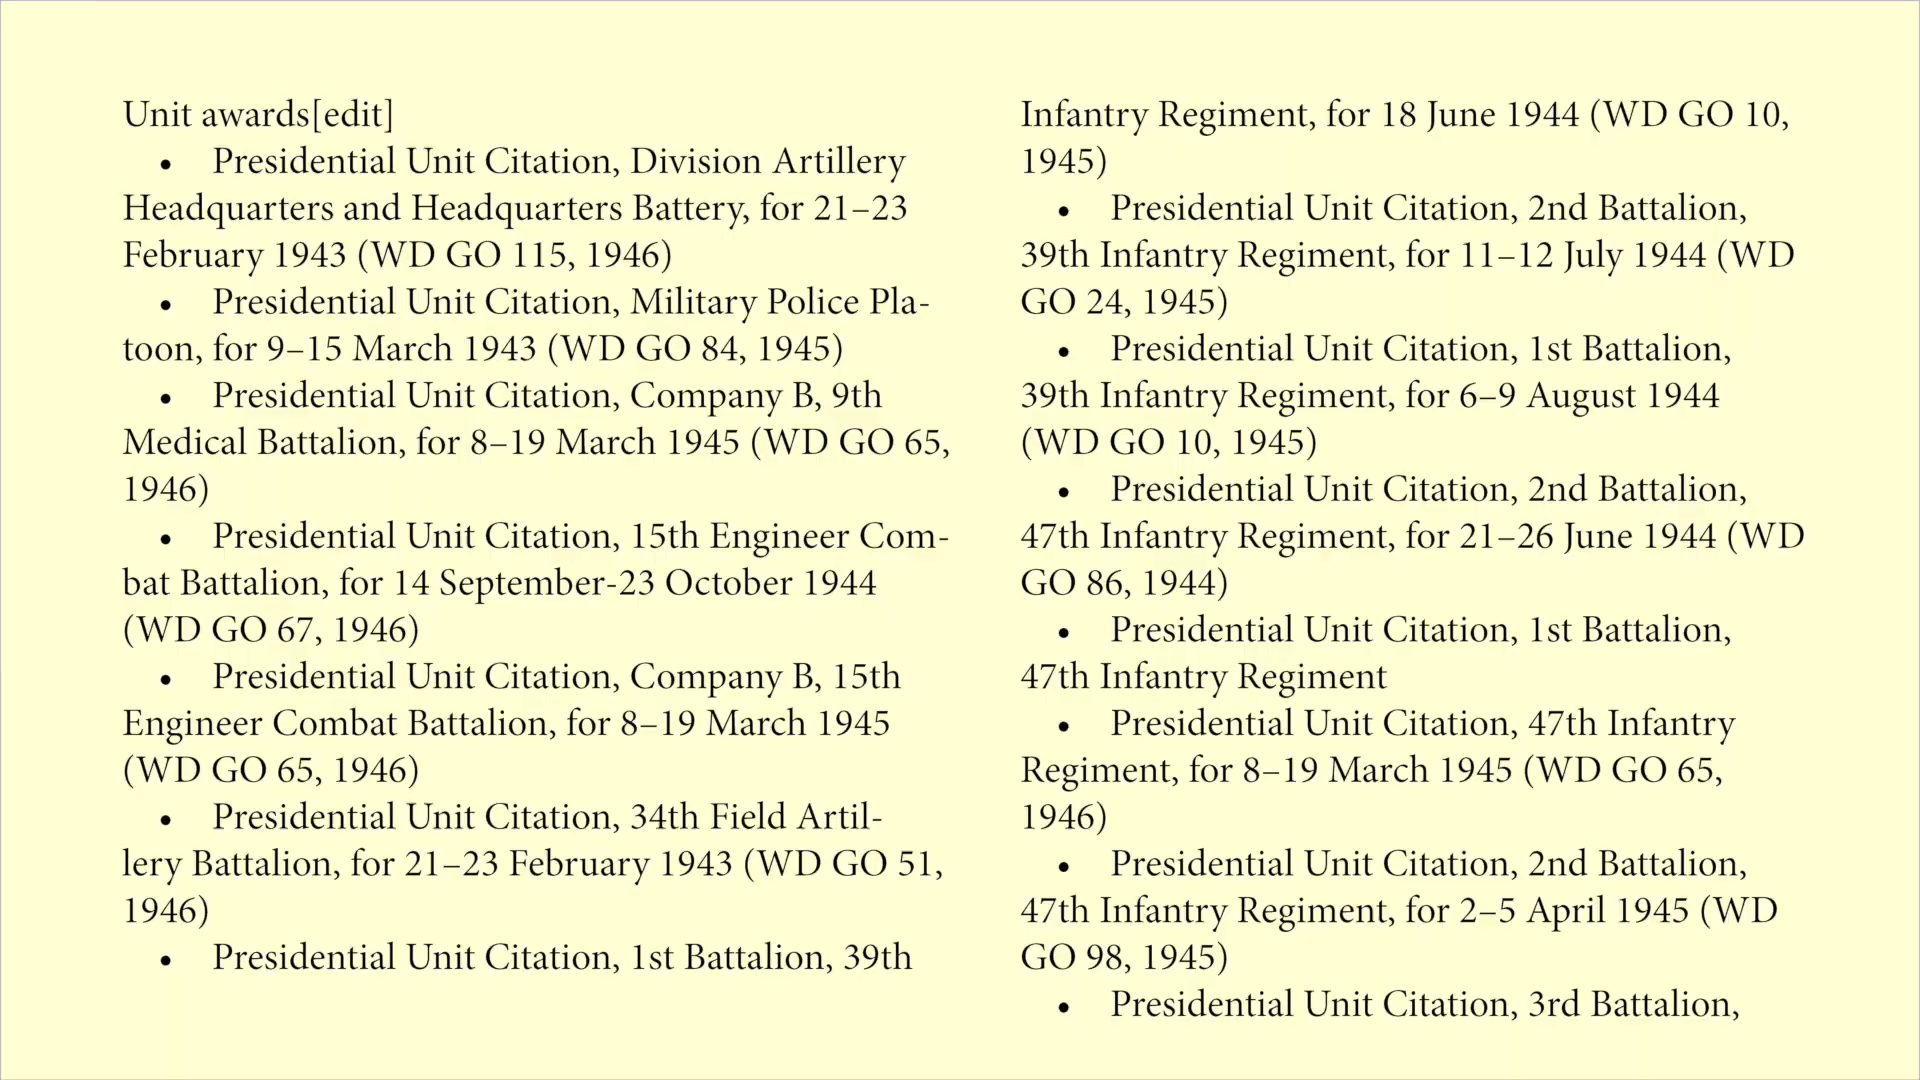 Unit awards[edit]
• Presidential Unit Citation, Division Artillery
Headquarters and Headquarters Battery, for 21–23
February 1943 (WD GO 115, 1946)
• Presidential Unit Citation, Military Police Pla-
toon, for 9–15 March 1943 (WD GO 84, 1945)
• Presidential Unit Citation, Company B, 9th
Medical Battalion, for 8–19 March 1945 (WD GO 65,
1946)
• Presidential Unit Citation, 15th Engineer Com-
bat Battalion, for 14 September-23 October 1944
(WD GO 67, 1946)
• Presidential Unit Citation, Company B, 15th
Engineer Combat Battalion, for 8–19 March 1945
(WD GO 65, 1946)
• Presidential Unit Citation, 34th Field Artil-
lery Battalion, for 21–23 February 1943 (WD GO 51,
1946)
• Presidential Unit Citation, 1st Battalion, 39th
Infantry Regiment, for 18 June 1944 (WD GO 10,
1945)
• Presidential Unit Citation, 2nd Battalion,
39th Infantry Regiment, for 11–12 July 1944 (WD
GO 24, 1945)
• Presidential Unit Citation, 1st Battalion,
39th Infantry Regiment, for 6–9 August 1944
(WD GO 10, 1945)
• Presidential Unit Citation, 2nd Battalion,
47th Infantry Regiment, for 21–26 June 1944 (WD
GO 86, 1944)
• Presidential Unit Citation, 1st Battalion,
47th Infantry Regiment
• Presidential Unit Citation, 47th Infantry
Regiment, for 8–19 March 1945 (WD GO 65,
1946)
• Presidential Unit Citation, 2nd Battalion,
47th Infantry Regiment, for 2–5 April 1945 (WD
GO 98, 1945)
• Presidential Unit Citation, 3rd Battalion,